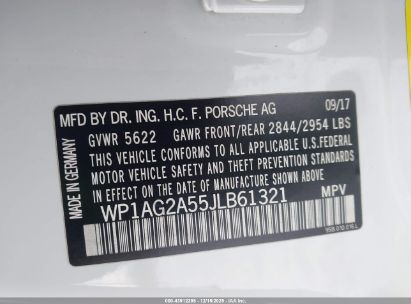 MFD BY DR. ING. H.C. F. PORSCHE AG 09/17
GVWR 5622 GAWR FRONT/REAR 2844/2954 LBS
THIS VEHICLE CONFORMS TO ALL APPLICABLE U.S.FEDERAL
MOTOR VEHICLE SAFETY AND THEFT PREVENTION STANDARDS
IN EFFECT ON THE DATE OF MANUFACTURE SHOWN ABOVE.
WP1AG2A55JLB61321 MPV
MADE IN GERMANY